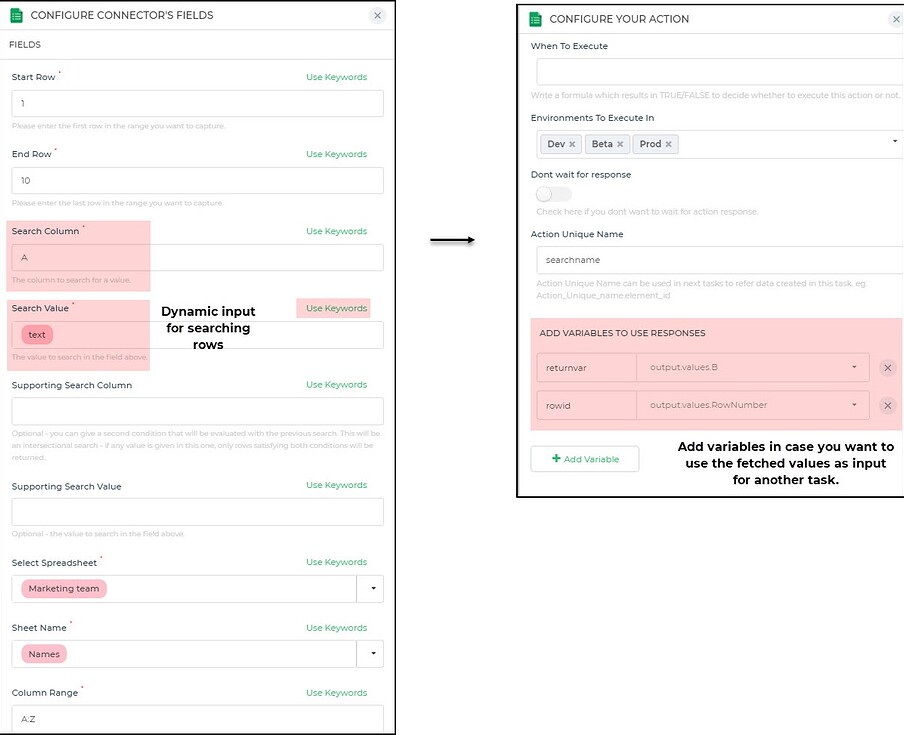 CONFIGURE CONNECTOR'S FIELDS
FIELDS
Start Row *
Use Keywords
1
Please enter the first row in the range you want to capture.
End Row *
Use Keywords
10
Please enter the last row in the range you want to capture.
Search Column *
Use Keywords
A
The column to search for a value.
Search Value *
Use Keywords
text
The value to search in the field above.
Dynamic input
for searching
rows
Supporting Search Column
Use Keywords
Optional - you can give a second condition that will be evaluated with the previous search. This will be
an intersectional search - if any value is given in this one, only rows satisfying both conditions will be
returned.
Supporting Search Value
Use Keywords
Optional - the value to search in the field above.
Select Spreadsheet *
Use Keywords
Marketing team
Sheet Name *
Use Keywords
Names
Column Range *
Use Keywords
A:Z
CONFIGURE YOUR ACTION
When To Execute
Write a formula which results in TRUE/FALSE to decide whether to execute this action or not.
Environments To Execute In
Dev × Beta × Prod ×
Dont wait for response
Check here if you dont want to wait for action response.
Action Unique Name
searchname
Action Unique Name can be used in next tasks to refer data created in this task. eg.
Action_Unique_name.element_id
ADD VARIABLES TO USE RESPONSES
returnvar
output.values.B
rowid
output.values.RowNumber
+ Add Variable
Add variables in case you want to
use the fetched values as input
for another task.